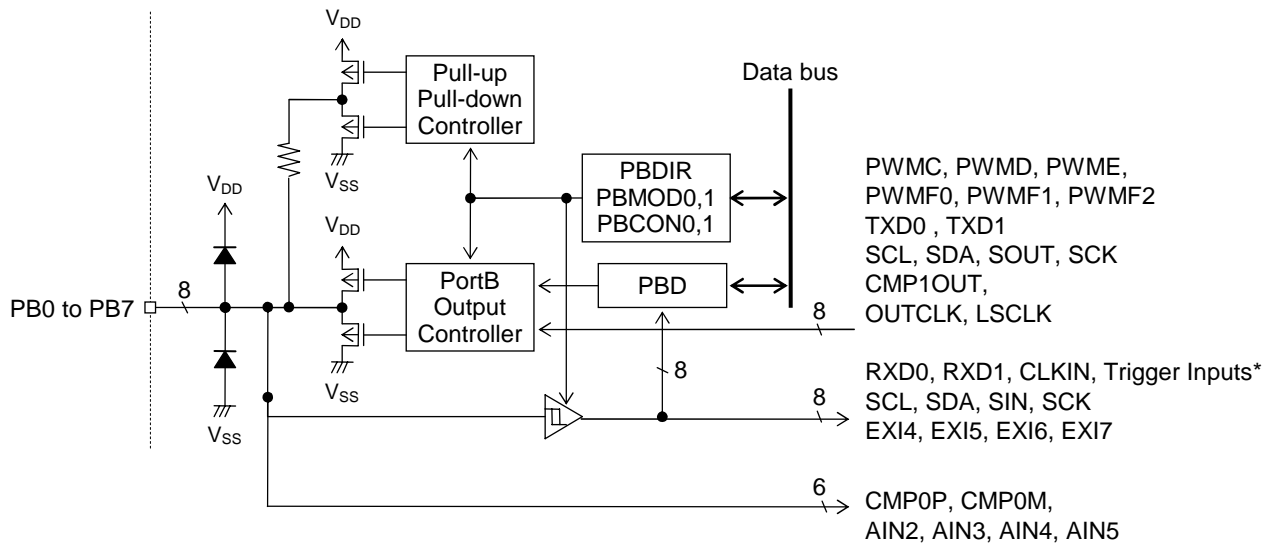 VDD
Pull-up
Pull-down
Controller
Data bus
VSS
PBDIR
PBMOD0,1
PBCON0,1
PWMC, PWMD, PWME,
PWMF0, PWMF1, PWMF2
TXD0 , TXD1
SCL, SDA, SOUT, SCK
CMP1OUT,
OUTCLK, LSCLK
VDD
VDD
PB0 to PB7
8
PortB
Output
Controller
PBD
8
VSS
VSS
8
RXD0, RXD1, CLKIN, Trigger Inputs*
SCL, SDA, SIN, SCK
EXI4, EXI5, EXI6, EXI7
8
6
CMP0P, CMP0M,
AIN2, AIN3, AIN4, AIN5